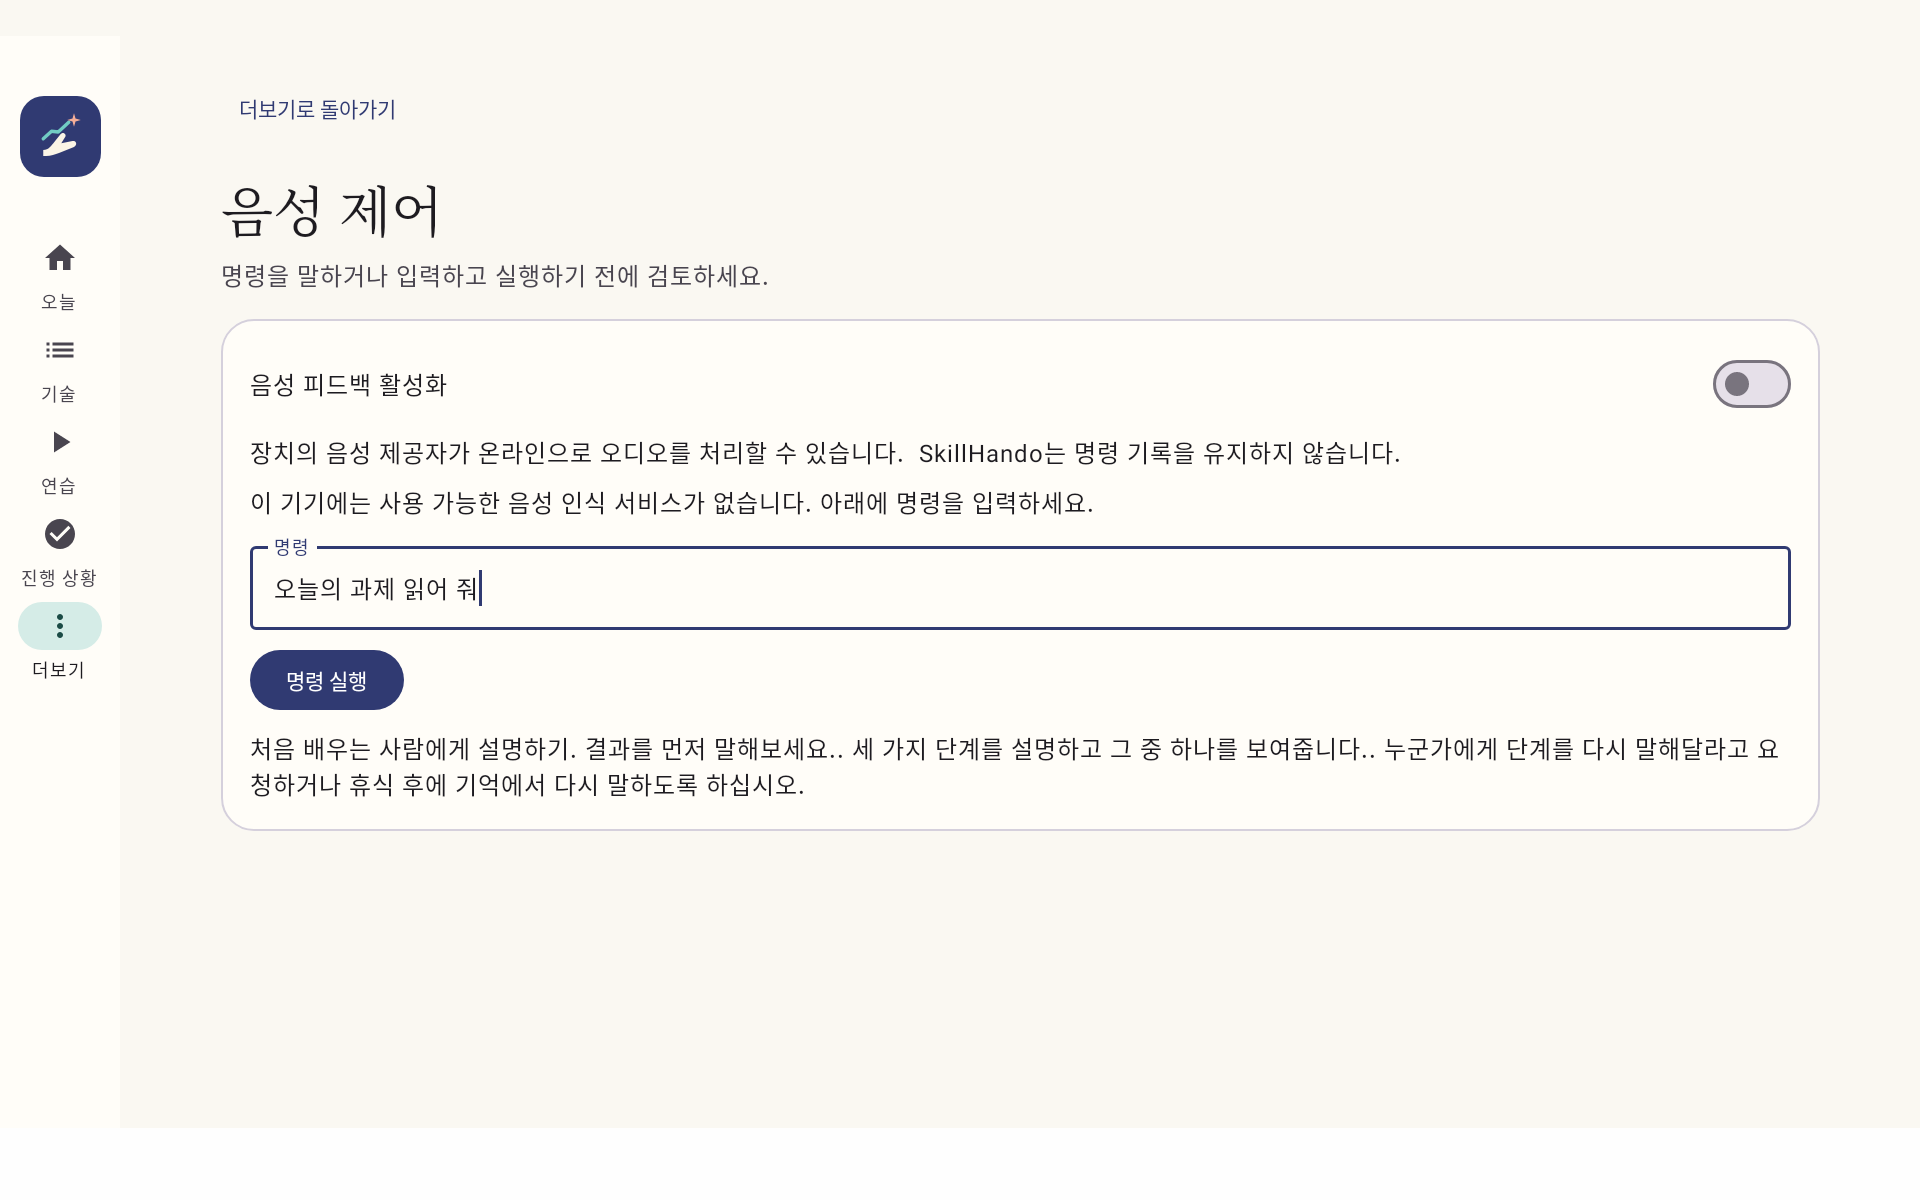 더보기로 돌아가기
음성 제어
명령을 말하거나 입력하고 실행하기 전에 검토하세요.
오늘
기술
연습
진행 상황
더보기
음성 피드백 활성화
장치의 음성 제공자가 온라인으로 오디오를 처리할 수 있습니다.  SkillHando는 명령 기록을 유지하지 않습니다.
이 기기에는 사용 가능한 음성 인식 서비스가 없습니다. 아래에 명령을 입력하세요.
명령
오늘의 과제 읽어 줘
명령 실행
처음 배우는 사람에게 설명하기. 결과를 먼저 말해보세요.. 세 가지 단계를 설명하고 그 중 하나를 보여줍니다.. 누군가에게 단계를 다시 말해달라고 요
청하거나 휴식 후에 기억에서 다시 말하도록 하십시오.